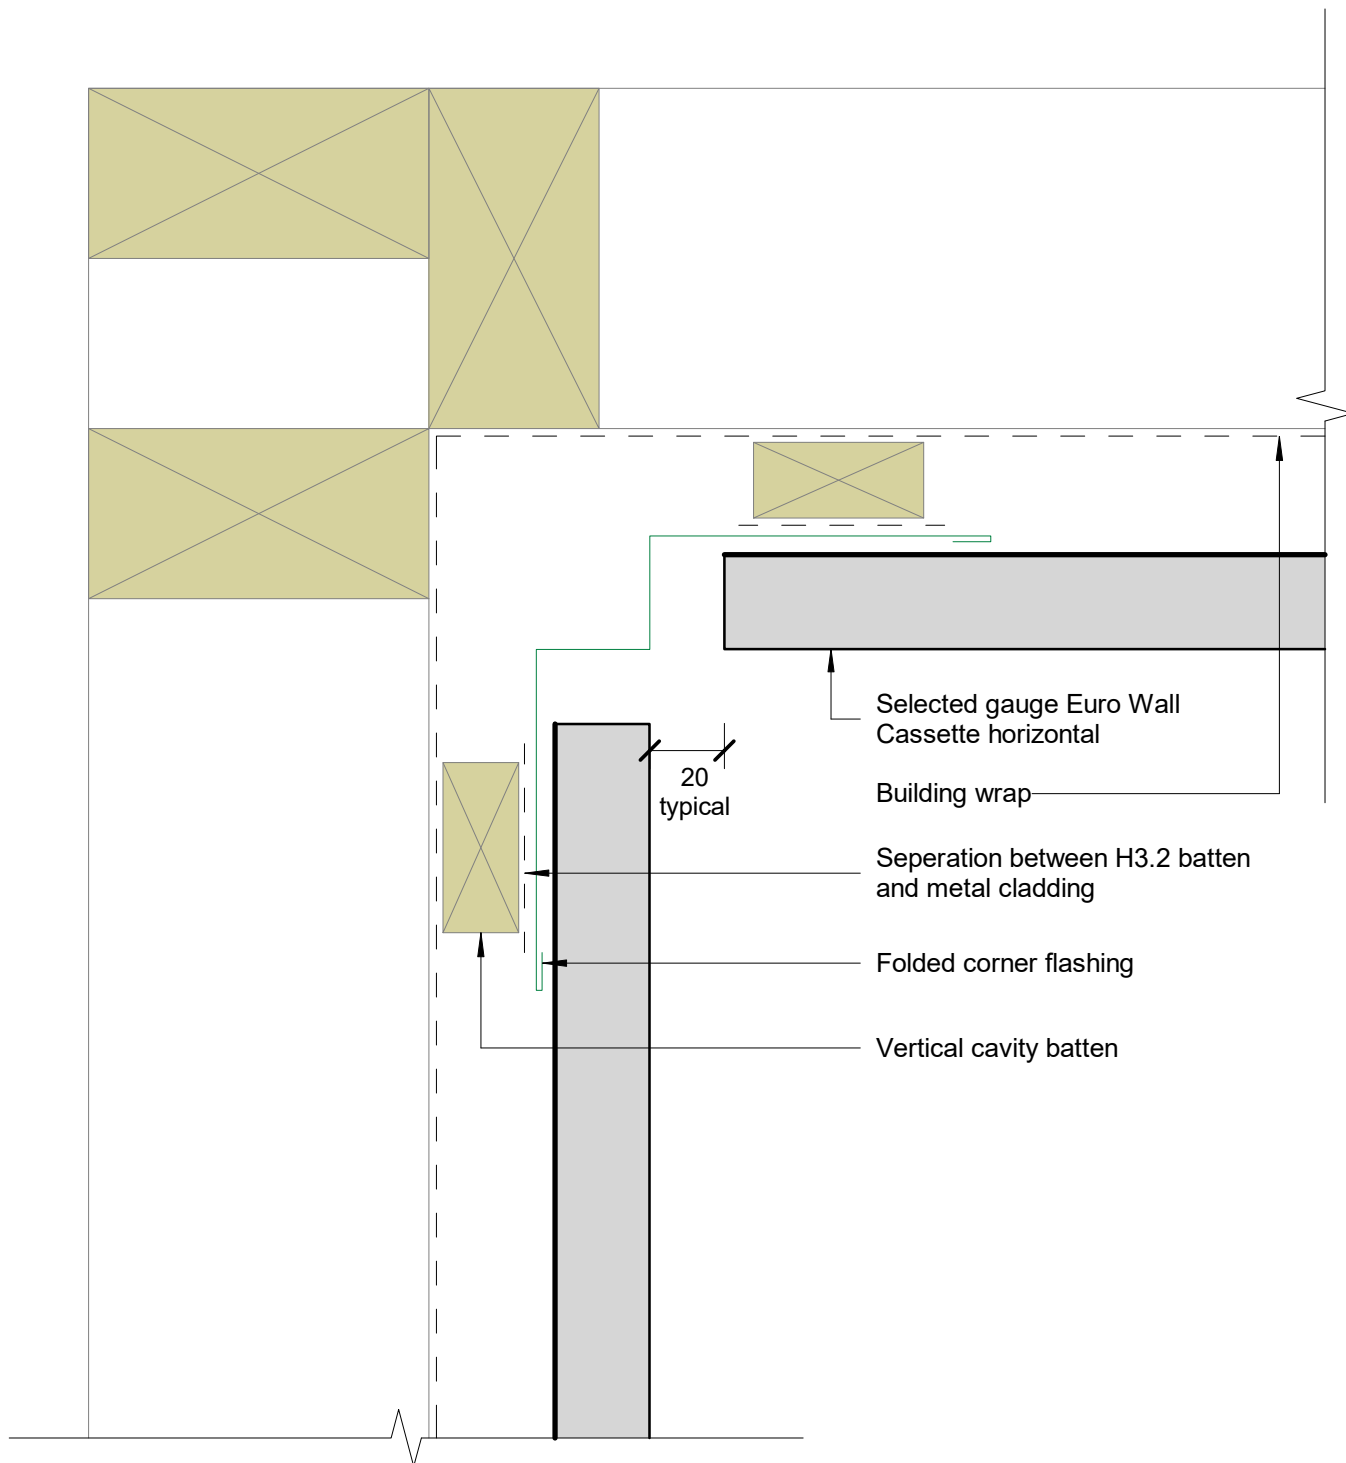 Selected gauge Euro Wall
Cassette horizontal
20
typical
Building wrap
Seperation between H3.2 batten
and metal cladding
Folded corner flashing
Vertical cavity batten